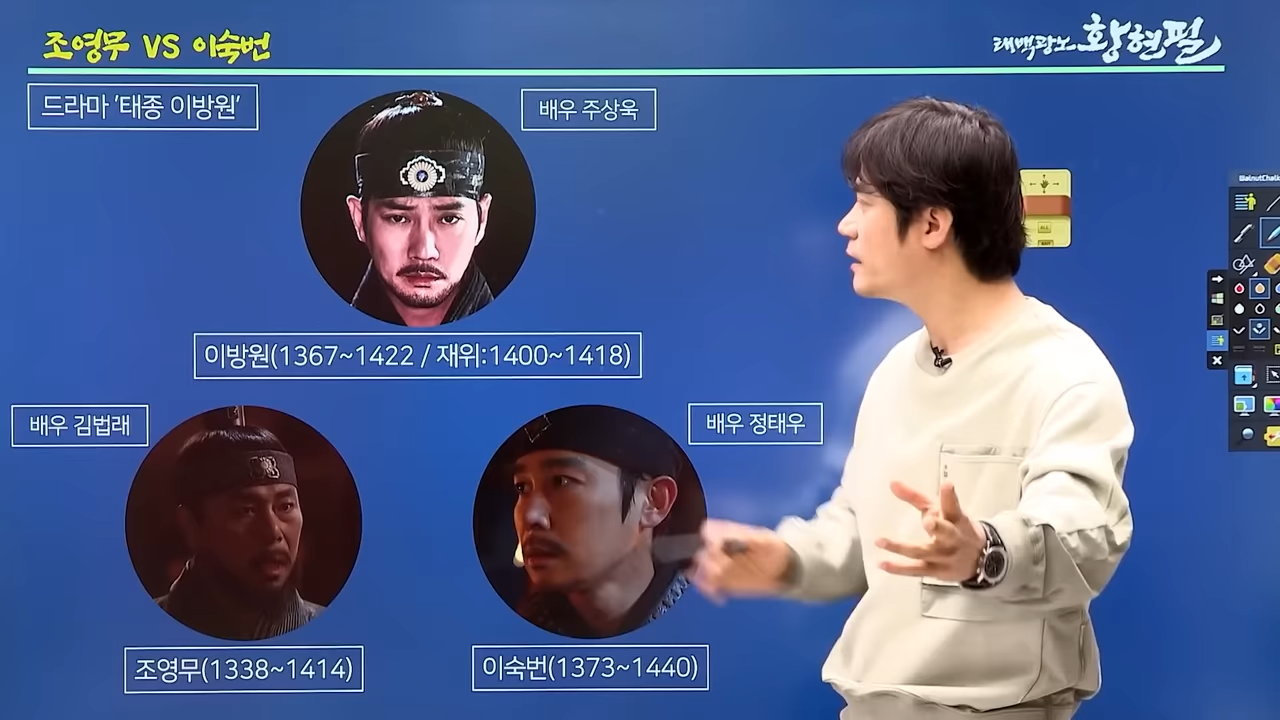 조영무 VS 이숙번
태백광노 황현필
드라마 '태종 이방원'
배우 주상욱
이방원(1367~1422 / 재위:1400~1418)
배우 김법래
배우 정태우
조영무(1338~1414)
이숙번(1373~1440)
ALL